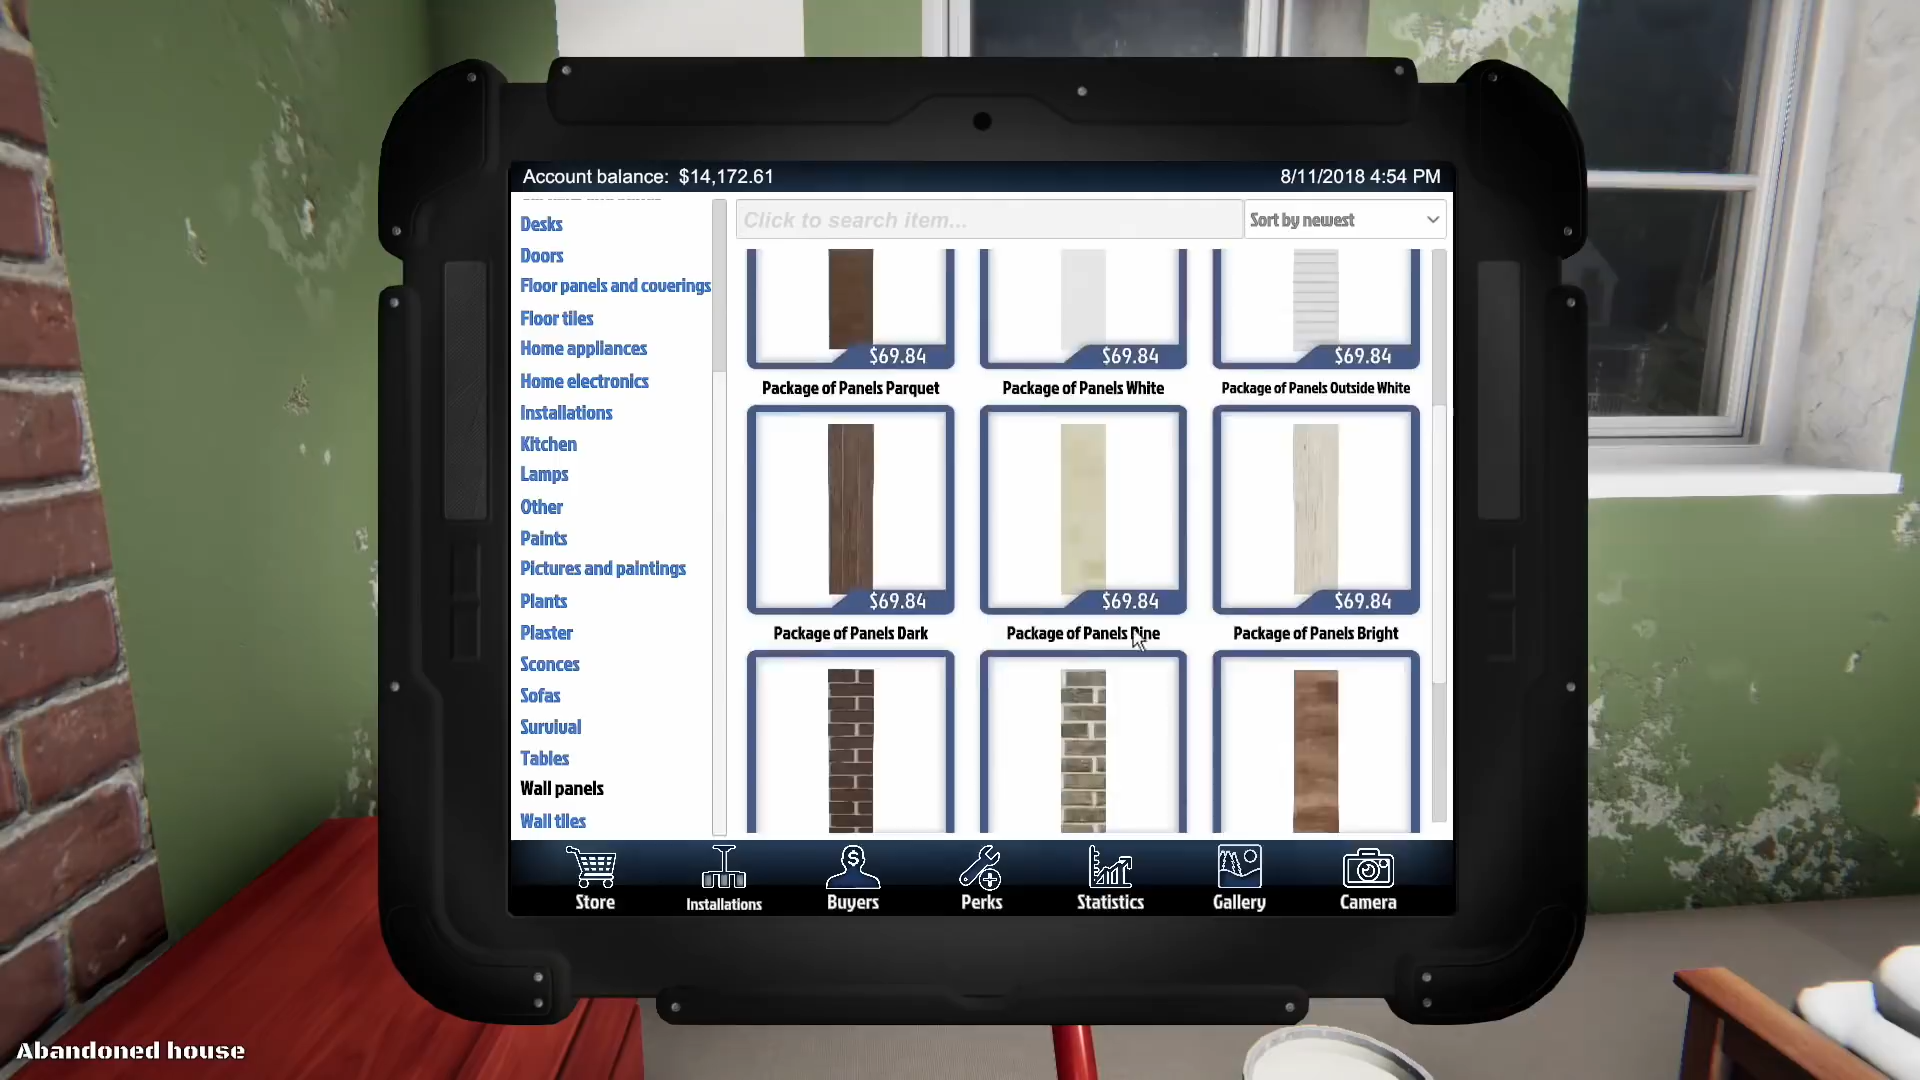 Account balance: $14,172.61
8/11/2018 4:54 PM
Click to search item...
Sort by newest
Desks
Doors
Floor panels and coverings
Floor tiles
Home appliances
Home electronics
Installations
Kitchen
Lamps
Other
Paints
Pictures and paintings
Plants
Plaster
Sconces
Sofas
Survival
Tables
Wall panels
Wall tiles
$69.84
$69.84
$69.84
Package of Panels Parquet
Package of Panels White
Package of Panels Outside White
$69.84
$69.84
$69.84
Package of Panels Dark
Package of Panels Pine
Package of Panels Bright
Store
Installations
Buyers
Perks
Statistics
Gallery
Camera
Abandoned house